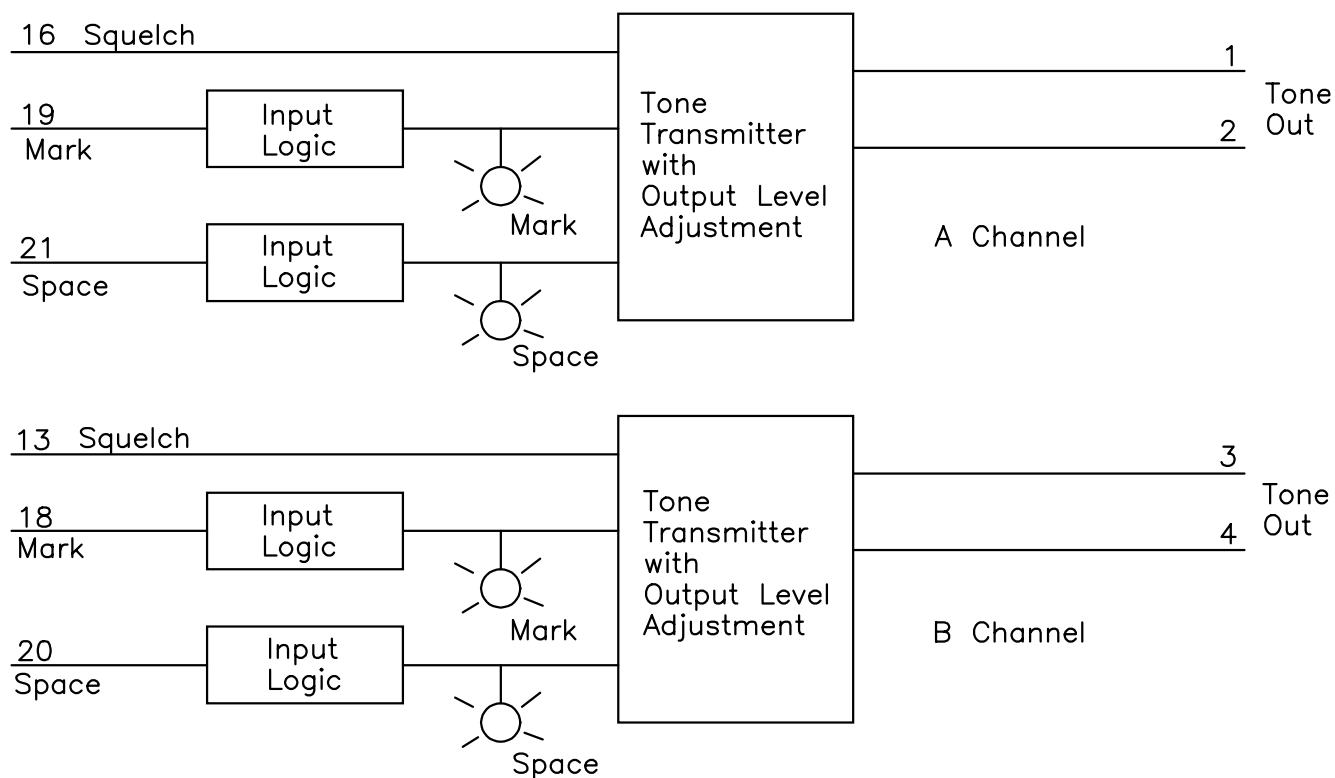 16 Squelch
19
Mark
Input
Logic
Mark
21
Space
Input
Logic
Space
Tone
Transmitter
with
Output Level
Adjustment
1
2
Tone
Out
A Channel
13 Squelch
18
Mark
Input
Logic
Mark
20
Space
Input
Logic
Space
Tone
Transmitter
with
Output Level
Adjustment
3
4
Tone
Out
B Channel